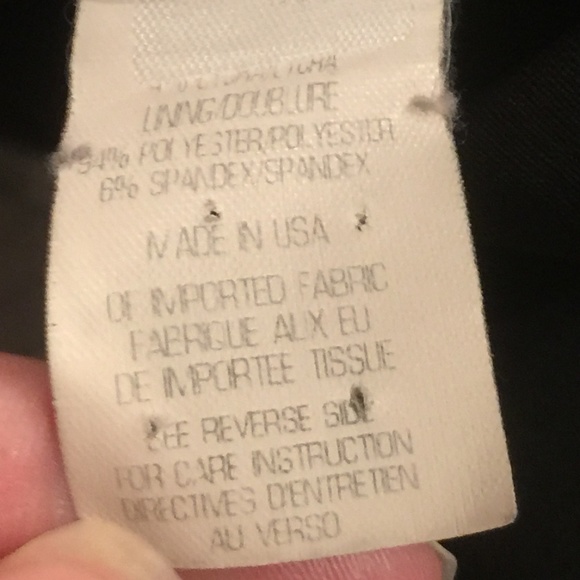 LINING/DOUBLURE
94% POLYESTER/POLYESTER
6% SPANDEX/SPANDEX
MADE IN USA
OF IMPORTED FABRIC
FABRIQUE AUX EU
DE IMPORTEE TISSUE
SEE REVERSE SIDE
FOR CARE INSTRUCTION
DIRECTIVES D'ENTRETIEN
AU VERSO